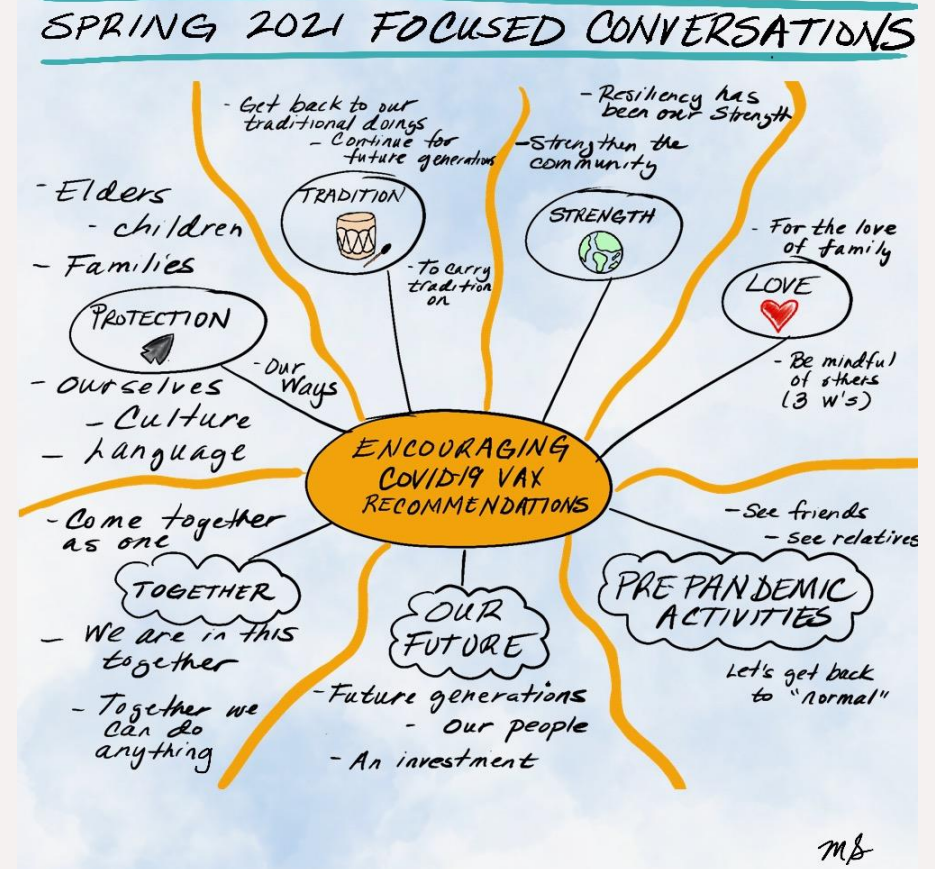 SPRING 2021 FOCUSED CONVERSATIONS
- Elders
- children
- Families
PROTECTION
- Our
Ways
- Ourselves
- Culture
- Language
- Get back to our
traditional doings
- Continue for
future generations
TRADITION
- To carry
tradition
on
- Resiliency has
been our Strength
- Strengthen the
community
STRENGTH
- For the love
of family
LOVE
- Be mindful
of others
(3 W's)
ENCOURAGING
COVID-19 VAX
RECOMMENDATIONS
- Come together
as one
TOGETHER
- We are in this
together
- Together we
can do
anything
OUR
FUTURE
- Future generations
- Our people
- An investment
- See friends
- See relatives
PRE PANDEMIC
ACTIVITIES
Let's get back
to "normal"
MS